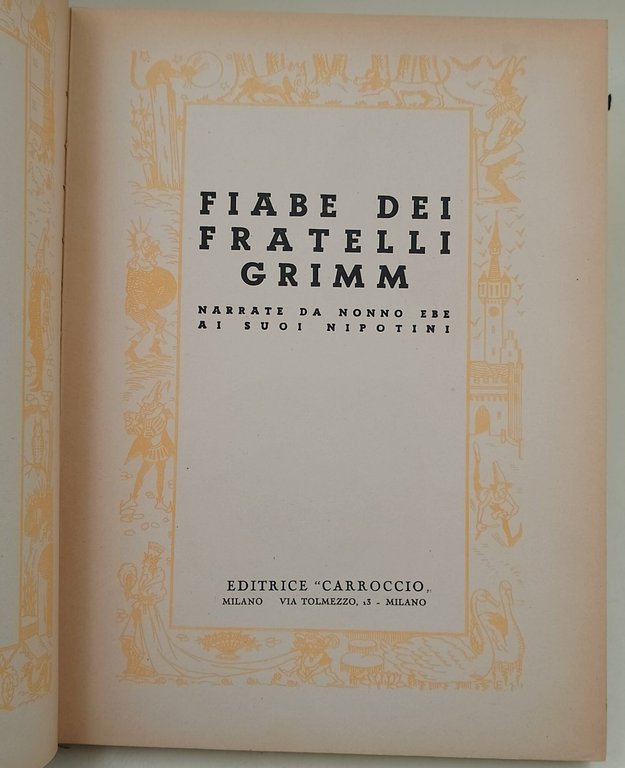 FIABE DEI
FRATELLI
GRIMM
NARRATE DA NONNO EBE
AI SUOI NIPOTINI
EDITRICE “CARROCCIO„
MILANO VIA TOLMEZZO, 13 - MILANO